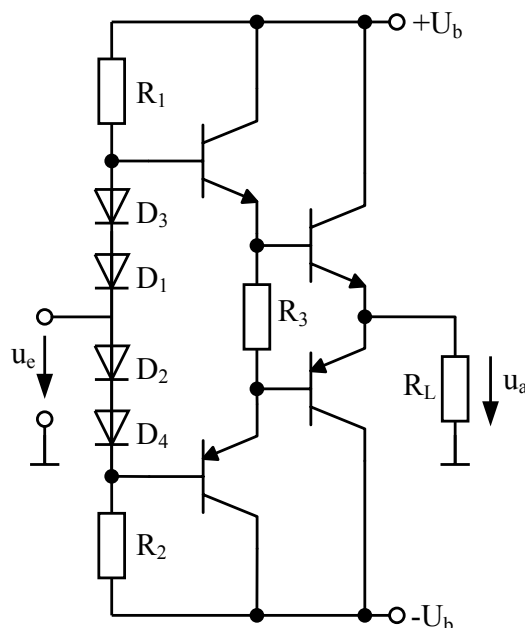 +U_b
R_1
D_3
D_1
R_3
u_e
D_2
R_L
u_a
D_4
R_2
-U_b